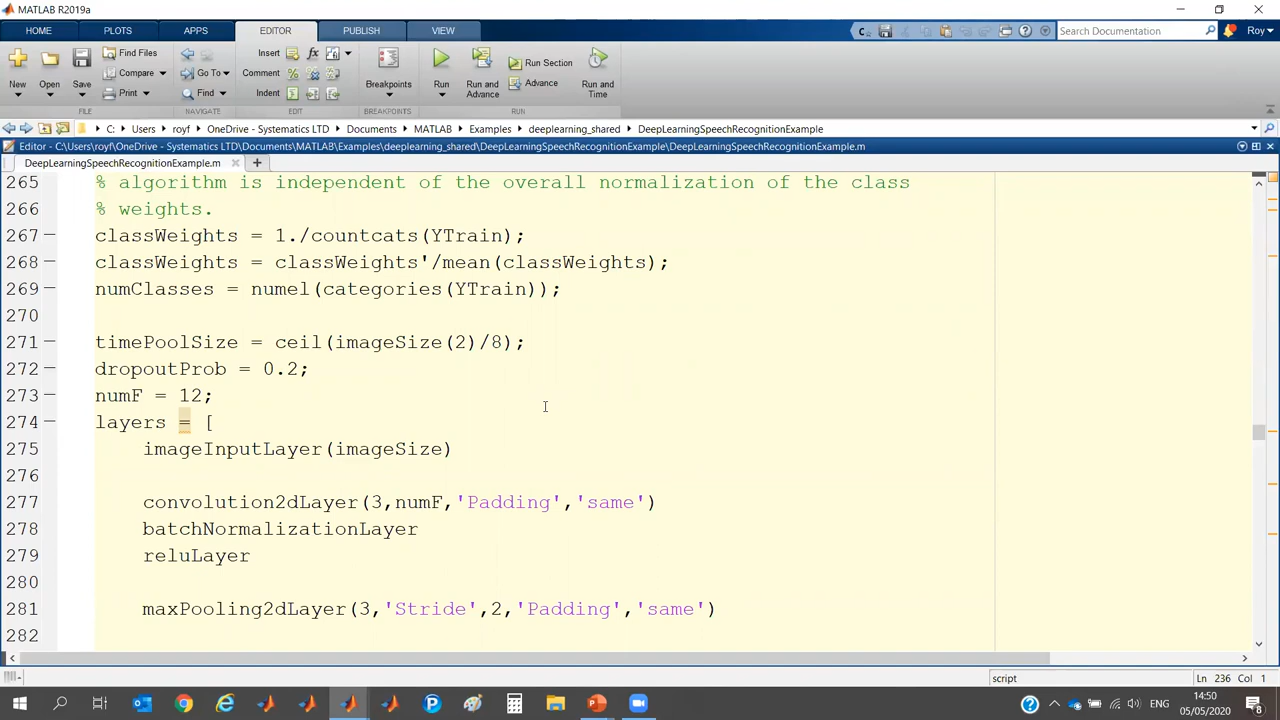 MATLAB R2019a
HOME PLOTS APPS EDITOR PUBLISH VIEW
Search Documentation
Roy
New Open Save Find Files Compare Print Go To Find Insert fx Comment Indent Breakpoints Run Run and Advance Run Section Advance Run and Time
FILE NAVIGATE EDIT BREAKPOINTS RUN
C: Users royf OneDrive - Systematics LTD Documents MATLAB Examples deeplearning_shared DeepLearningSpeechRecognitionExample
Editor - C:\Users\royf\OneDrive - Systematics LTD\Documents\MATLAB\Examples\deeplearning_shared\DeepLearningSpeechRecognitionExample\DeepLearningSpeechRecognitionExample.m
DeepLearningSpeechRecognitionExample.m
265 % algorithm is independent of the overall normalization of the class
266 % weights.
267 classWeights = 1./countcats(YTrain);
268 classWeights = classWeights'/mean(classWeights);
269 numClasses = numel(categories(YTrain));
270
271 timePoolSize = ceil(imageSize(2)/8);
272 dropoutProb = 0.2;
273 numF = 12;
274 layers = [
275 imageInputLayer(imageSize)
276
277 convolution2dLayer(3,numF,'Padding','same')
278 batchNormalizationLayer
279 reluLayer
280
281 maxPooling2dLayer(3,'Stride',2,'Padding','same')
282
script Ln 236 Col 1
ENG
14:50
05/05/2020
8